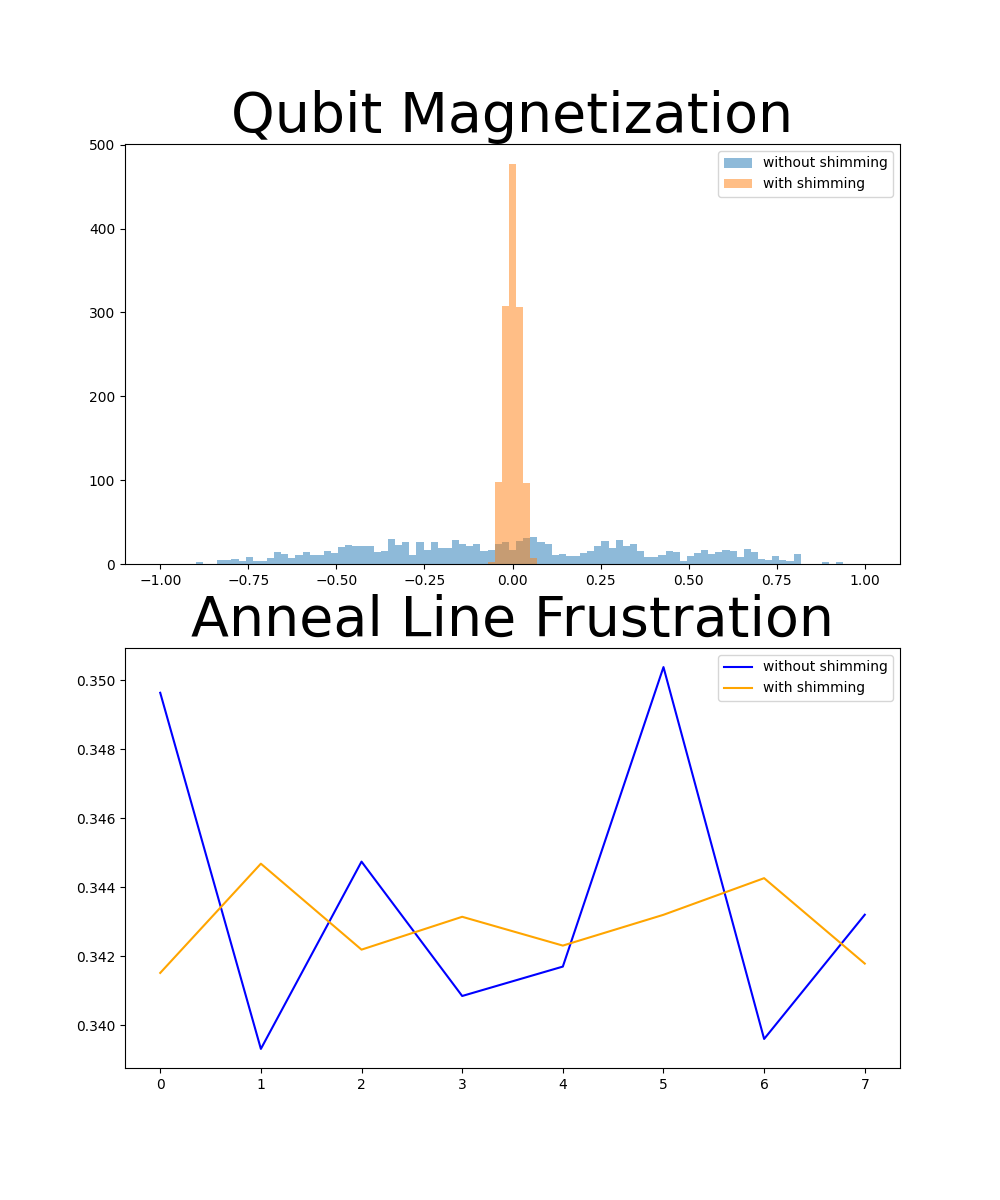 Qubit Magnetization
500
400
300
200
100
0
without shimming
with shimming
−1.00 −0.75 −0.50 −0.25 0.00 0.25 0.50 0.75 1.00
Anneal Line Frustration
0.350
0.348
0.346
0.344
0.342
0.340
without shimming
with shimming
0 1 2 3 4 5 6 7